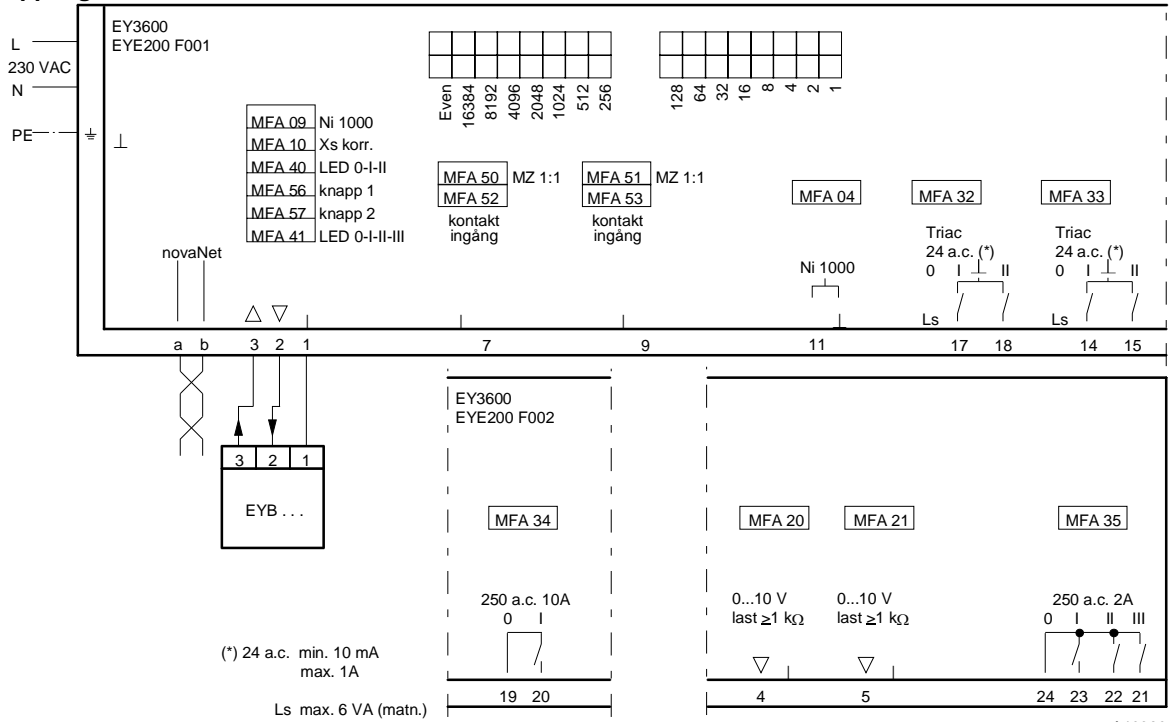 EY3600
EYE200 F001
L
230 VAC
N
PE
Even
16384
8192
4096
2048
1024
512
256
128
64
32
16
8
4
2
1
MFA 09 Ni 1000
MFA 10 Xs korr.
MFA 40 LED 0-I-II
MFA 56 knapp 1
MFA 57 knapp 2
MFA 41 LED 0-I-II-III
MFA 50 MZ 1:1
MFA 52
kontakt
ingång
MFA 51 MZ 1:1
MFA 53
kontakt
ingång
MFA 04
Ni 1000
MFA 32
Triac
24 a.c. (*)
0 I II
Ls
MFA 33
Triac
24 a.c. (*)
0 I II
Ls
novaNet
a b 3 2 1 7 9 11 17 18 14 15
3 2 1
EYB . . .
EY3600
EYE200 F002
MFA 34
250 a.c. 10A
0 I
19 20
MFA 20
0...10 V
last ≥1 kΩ
4
MFA 21
0...10 V
last ≥1 kΩ
5
MFA 35
250 a.c. 2A
0 I II III
24 23 22 21
(*) 24 a.c. min. 10 mA
max. 1A
Ls max. 6 VA (matn.)